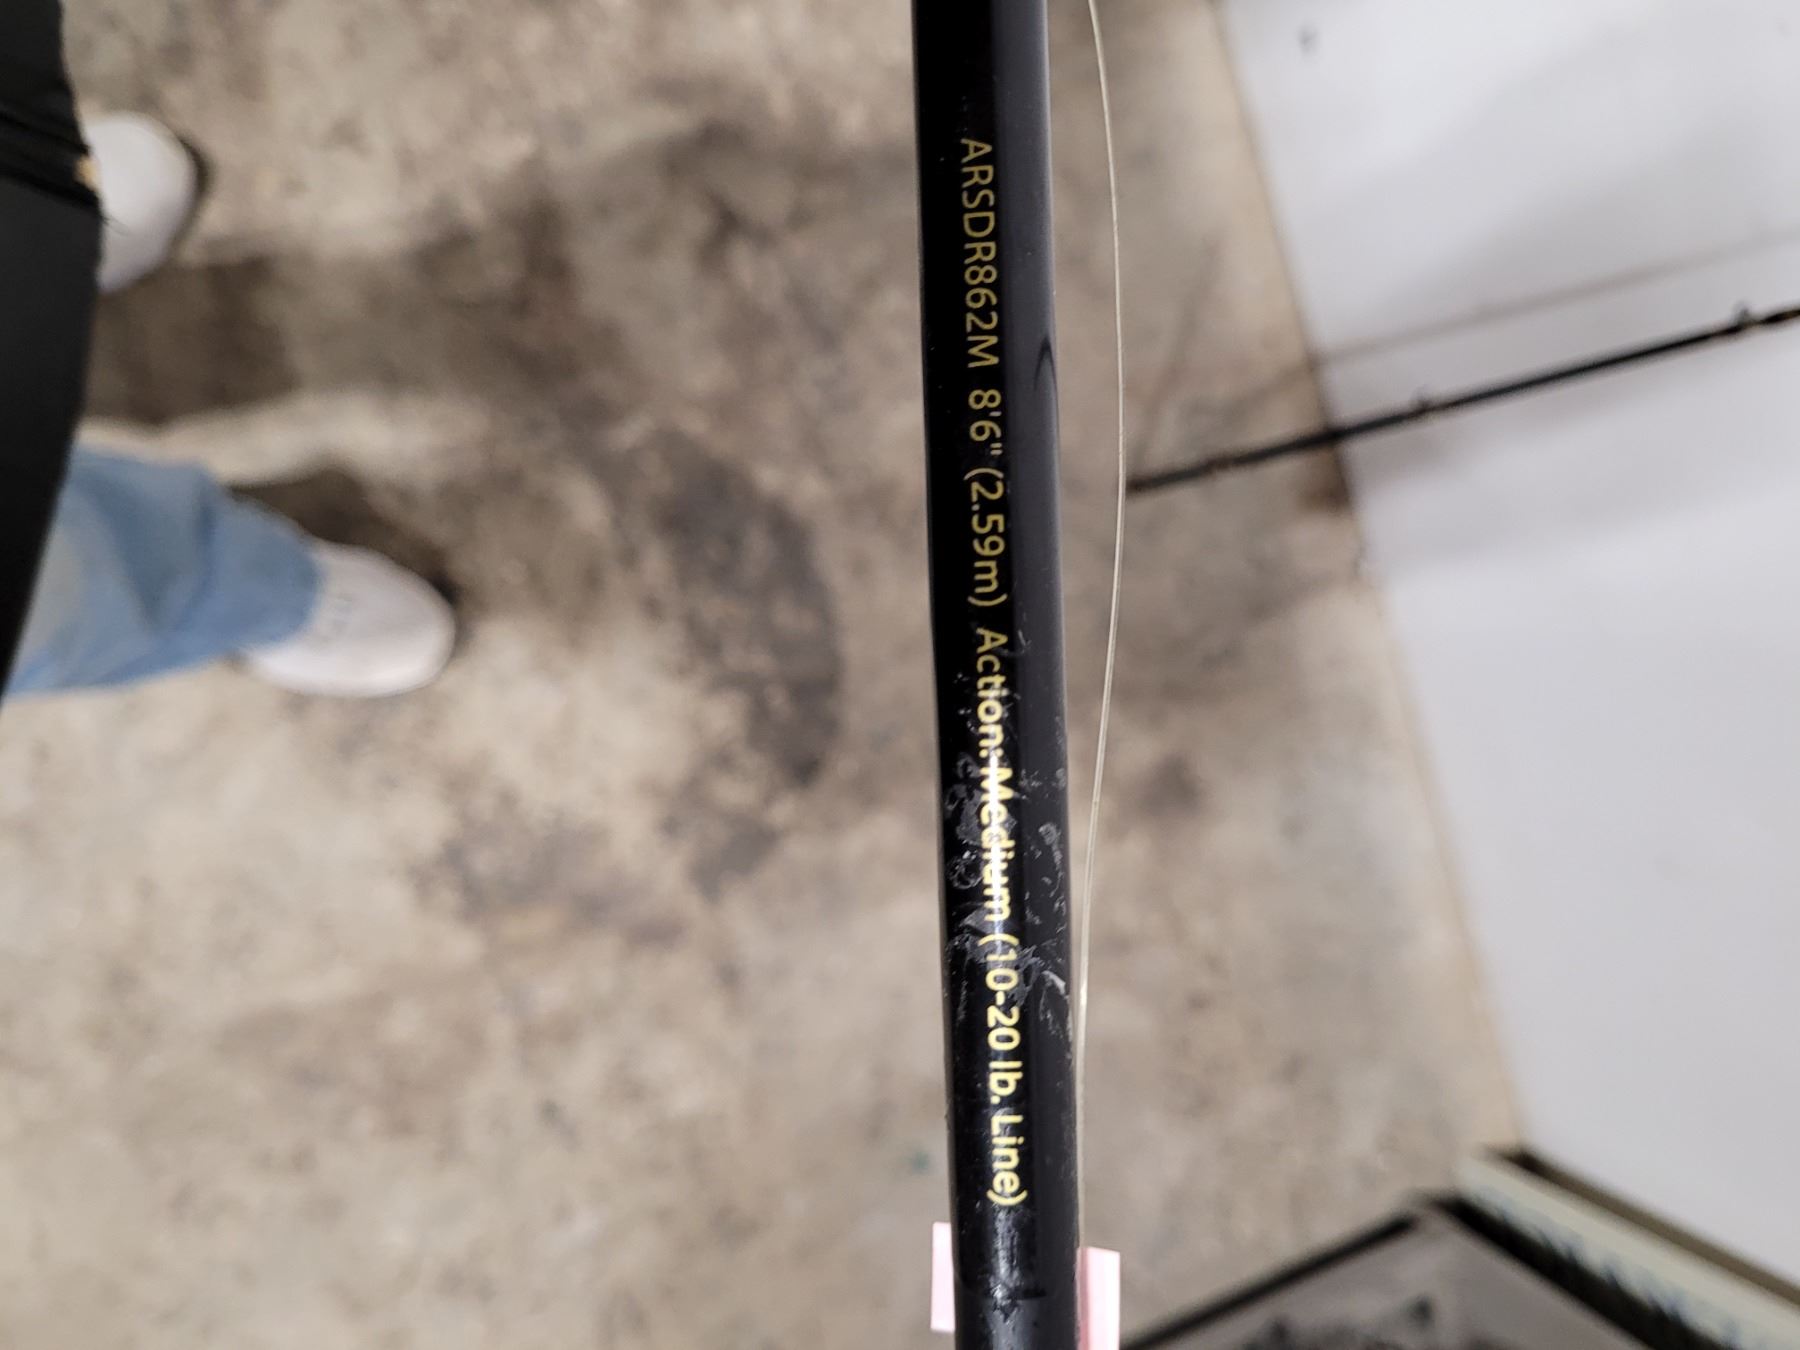 ARSDR862M 8'6" (2.59m) Action: Medium (10-20 lb. Line)